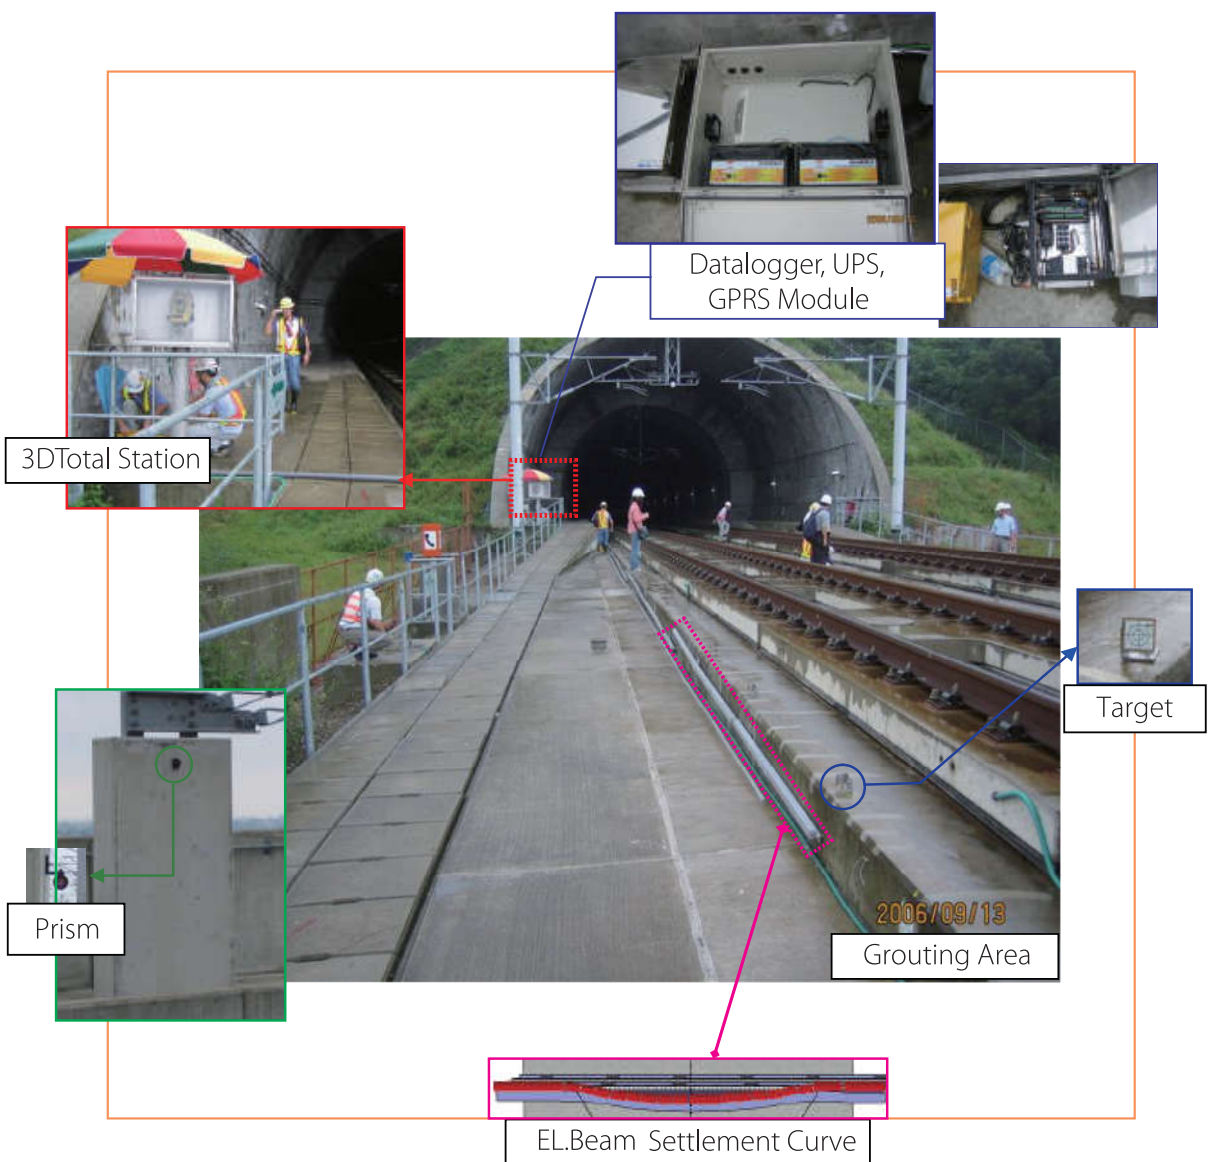 Datalogger, UPS,
GPRS Module
3DTotal Station
Target
Prism
2006/09/13
Grouting Area
EL.Beam Settlement Curve